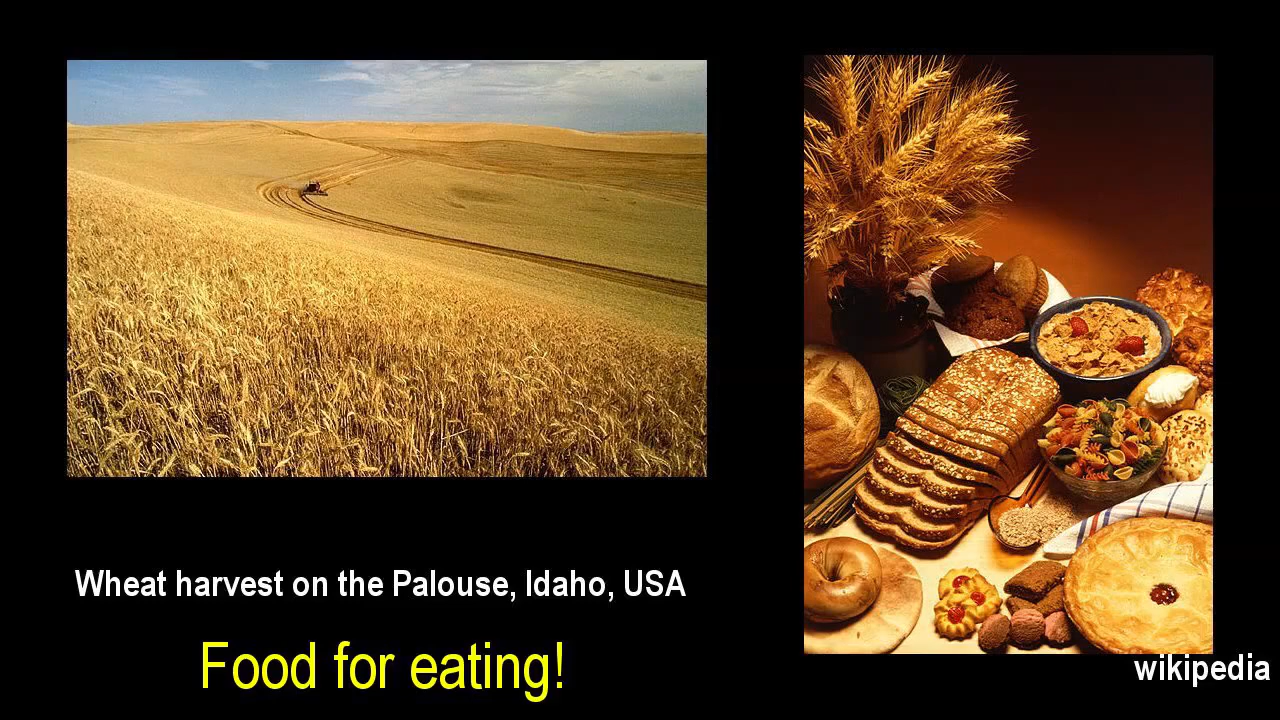 Wheat harvest on the Palouse, Idaho, USA
Food for eating!
wikipedia